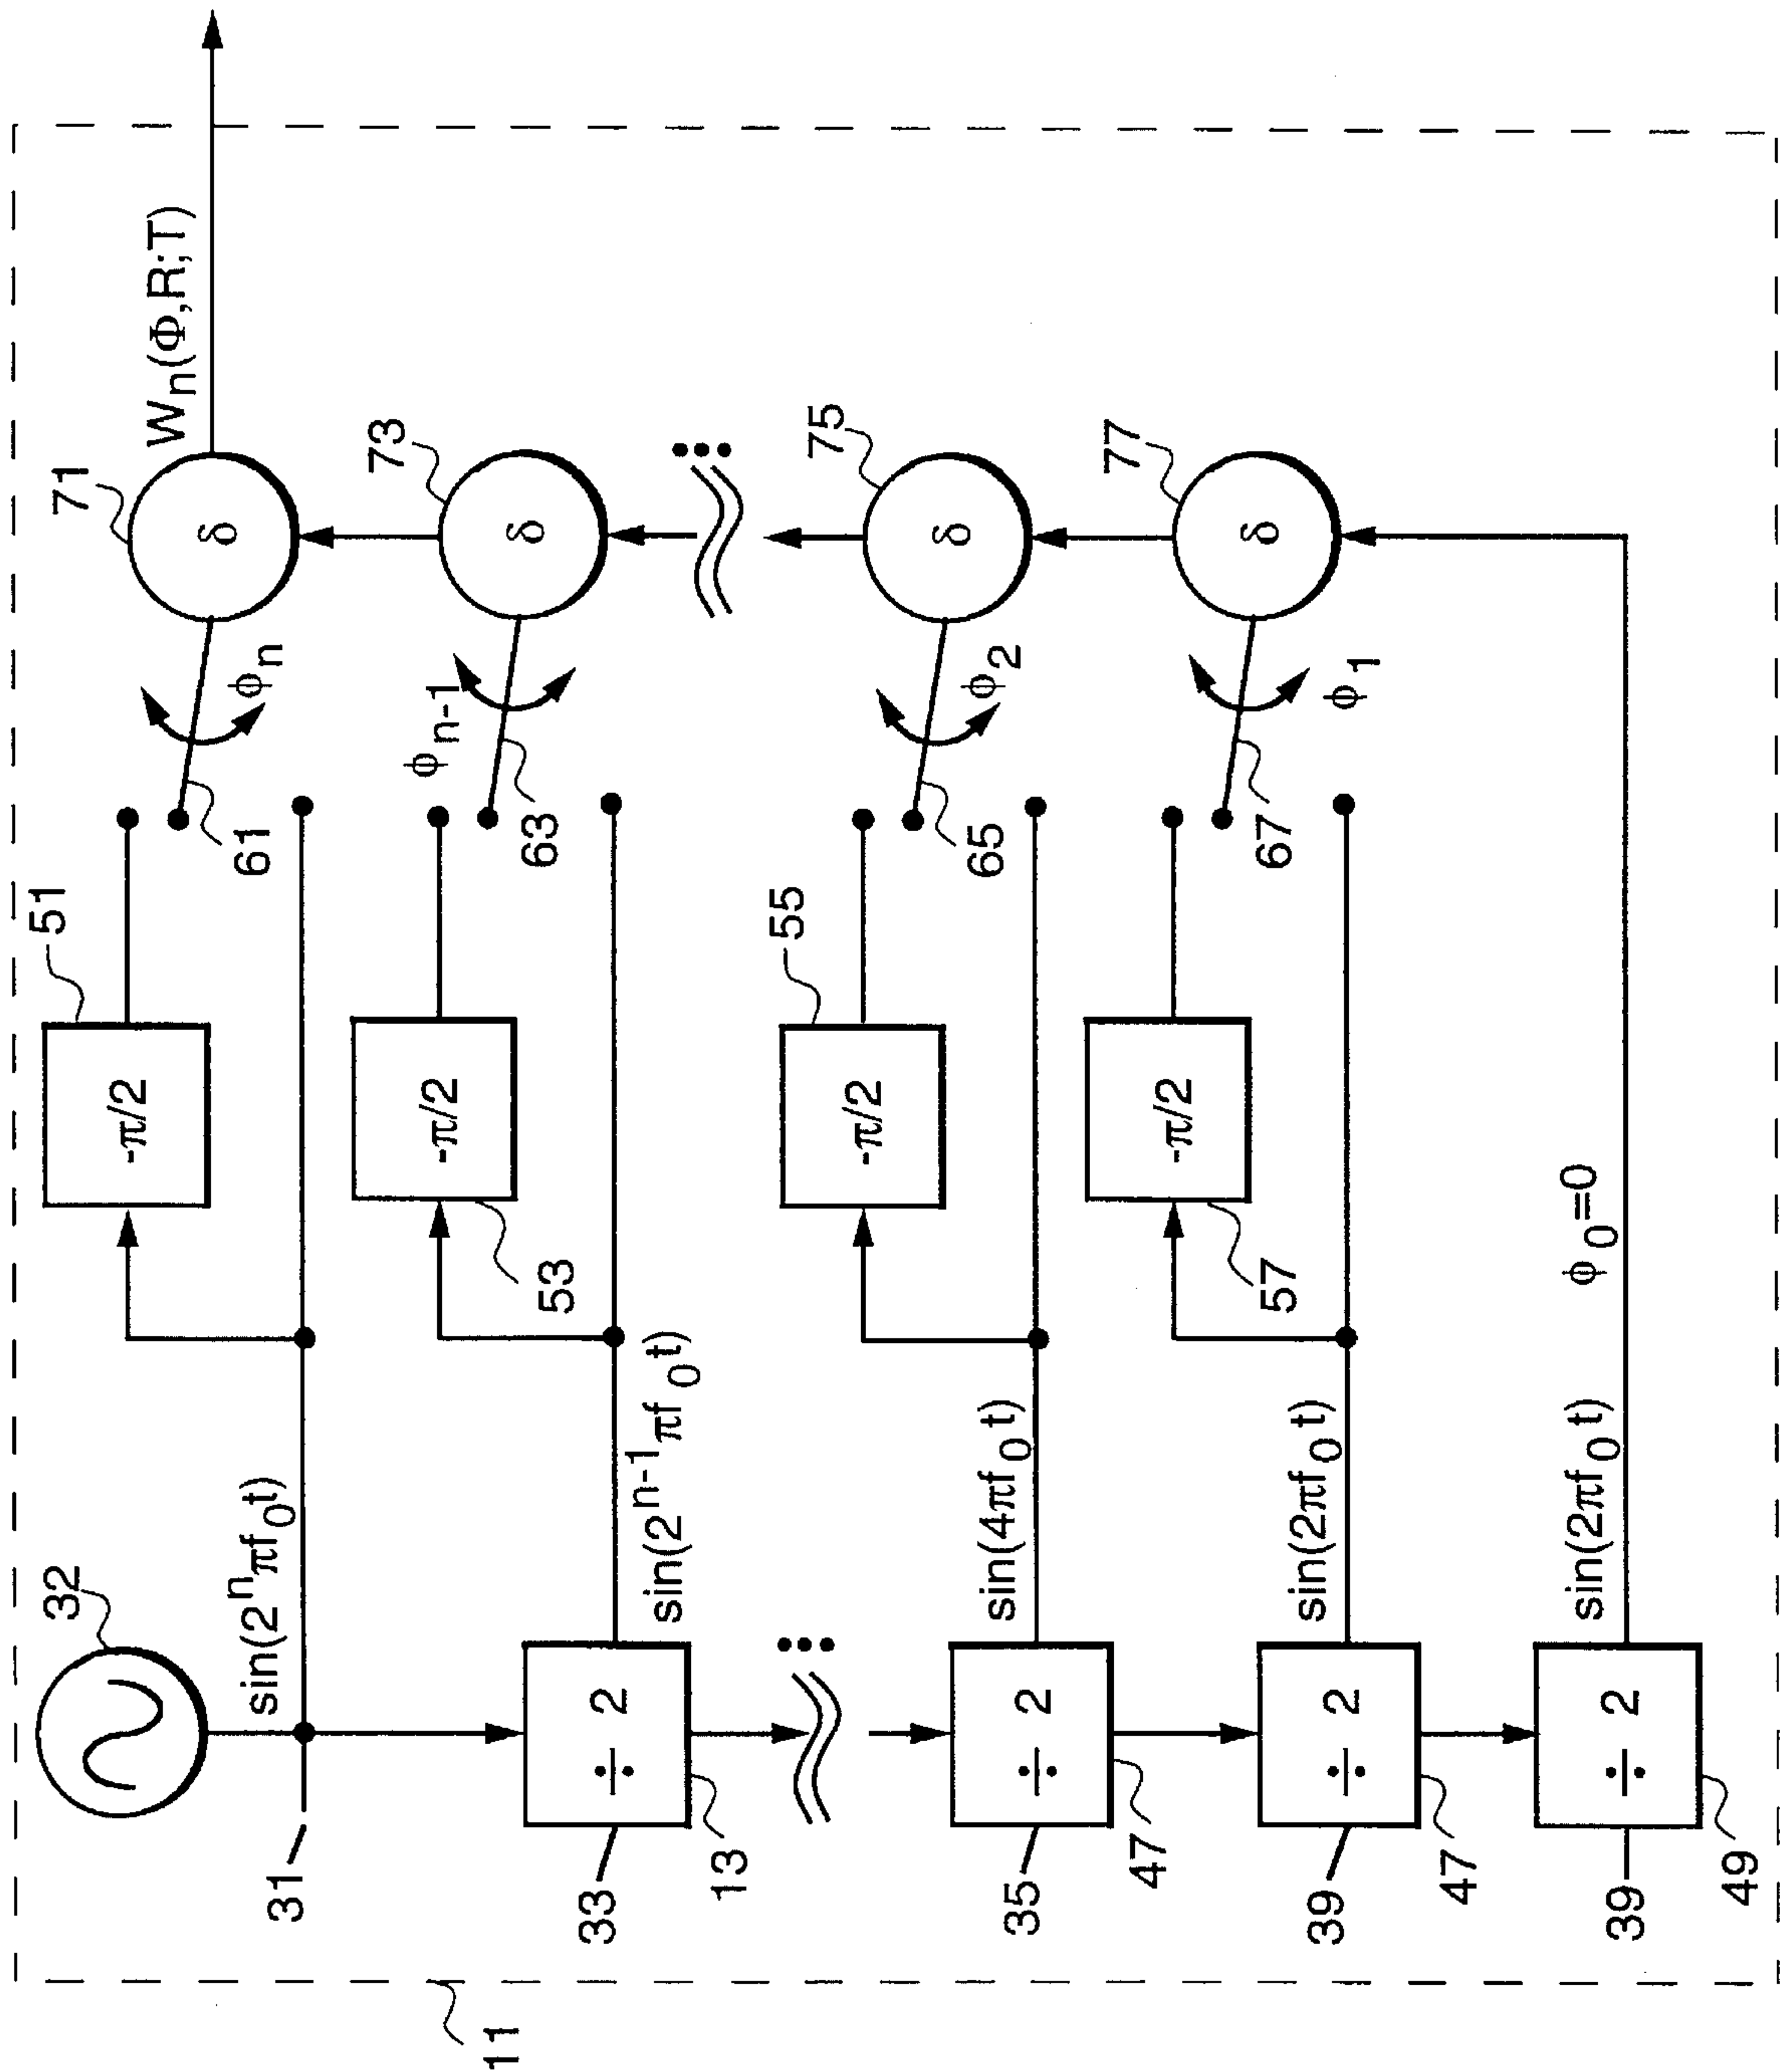 11
32
sin(2ⁿπf₀t)
31
51
-π/2
61
ϕₙ
71
δ
Wₙ(Φ,R;T)
33
÷ 2
13
sin(2ⁿ⁻¹πf₀t)
53
-π/2
63
ϕₙ₋₁
73
δ
35
÷ 2
47
sin(4πf₀t)
55
-π/2
65
ϕ₂
75
δ
39
÷ 2
47
sin(2πf₀t)
57
-π/2
67
ϕ₁
77
δ
39
÷ 2
49
sin(2πf₀t)
ϕ₀=0